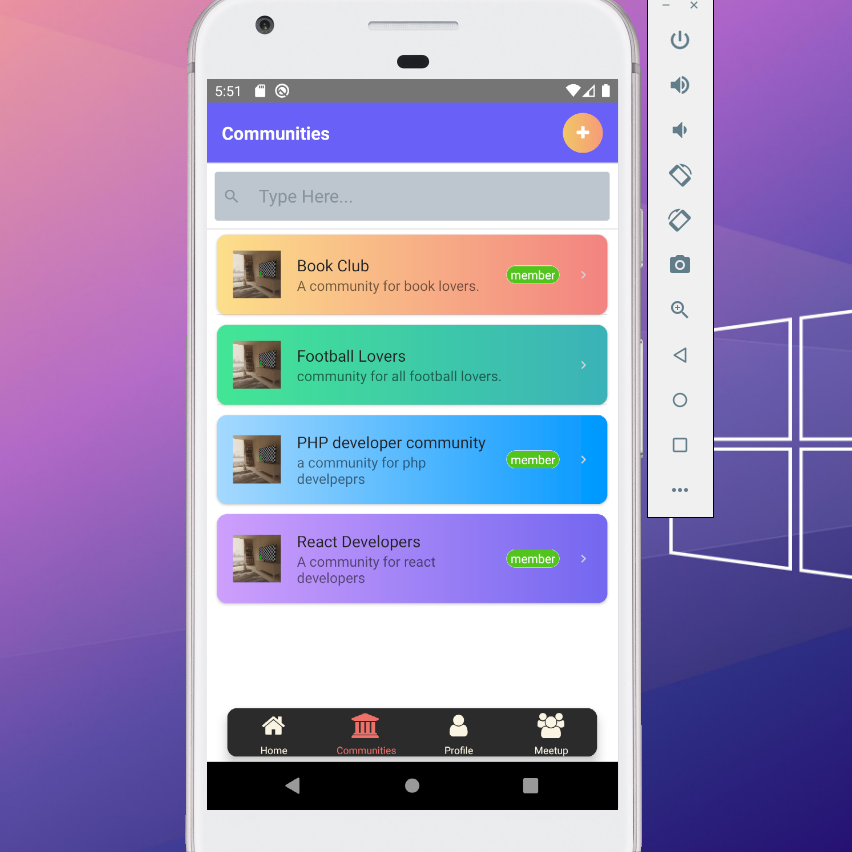 5:51
Communities
Type Here...
Book Club
A community for book lovers.
member
Football Lovers
community for all football lovers.
PHP developer community
a community for php
develpeprs
member
React Developers
A community for react
developers
member
Home
Communities
Profile
Meetup